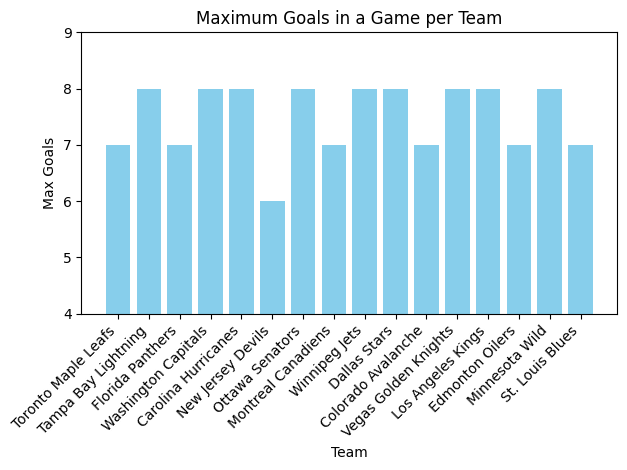 Maximum Goals in a Game per Team
Max Goals
9
8
7
6
5
4
Toronto Maple Leafs
Tampa Bay Lightning
Florida Panthers
Washington Capitals
Carolina Hurricanes
New Jersey Devils
Ottawa Senators
Montreal Canadiens
Winnipeg Jets
Dallas Stars
Colorado Avalanche
Vegas Golden Knights
Los Angeles Kings
Edmonton Oilers
Minnesota Wild
St. Louis Blues
Team